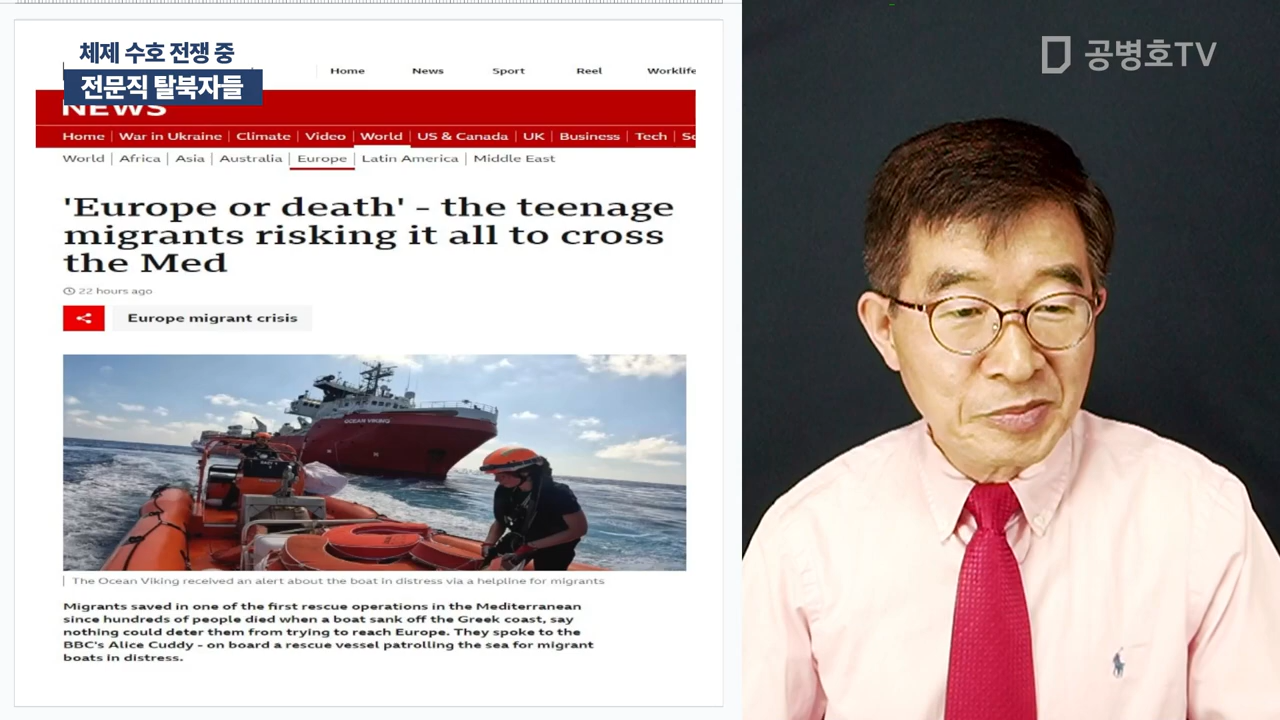 체제 수호 전쟁 중
전문직 탈북자들
공병호TV
Home News Sport Reel Worklife
NEWS
Home War in Ukraine Climate Video World US & Canada UK Business Tech
World Africa Asia Australia Europe Latin America Middle East
'Europe or death' - the teenage
migrants risking it all to cross
the Med
22 hours ago
Europe migrant crisis
OCEAN VIKING
The Ocean Viking received an alert about the boat in distress via a helpline for migrants
Migrants saved in one of the first rescue operations in the Mediterranean
since hundreds of people died when a boat sank off the Greek coast, say
nothing could deter them from trying to reach Europe. They spoke to the
BBC's Alice Cuddy - on board a rescue vessel patrolling the sea for migrant
boats in distress.